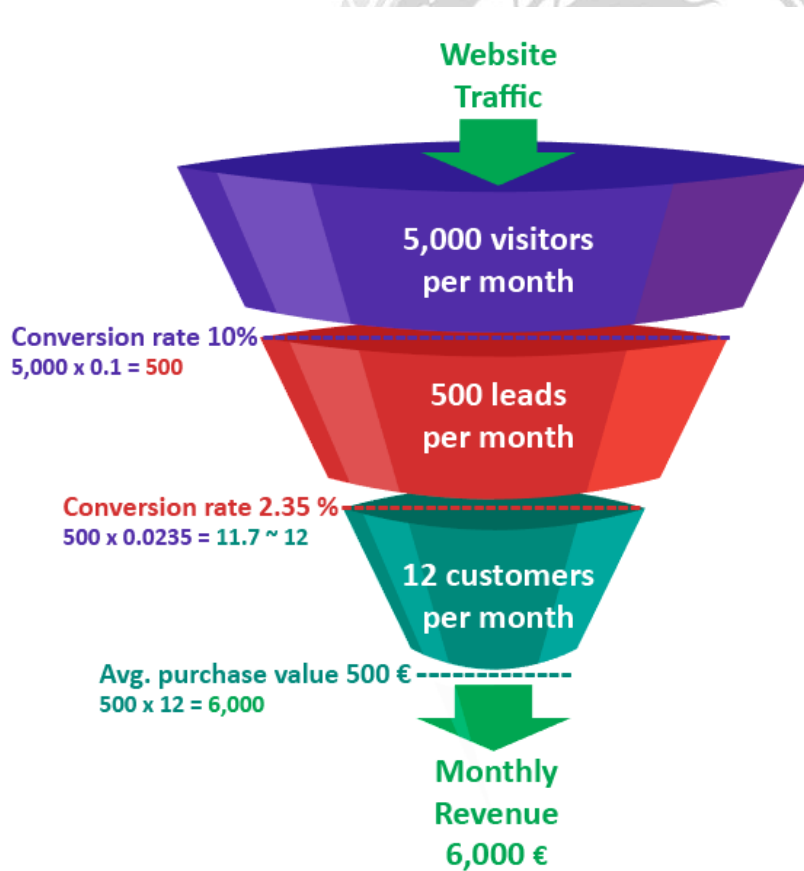 Website
Traffic
5,000 visitors
per month
Conversion rate 10%
5,000 x 0.1 = 500
500 leads
per month
Conversion rate 2.35 %
500 x 0.0235 = 11.7 ~ 12
12 customers
per month
Avg. purchase value 500 €
500 x 12 = 6,000
Monthly
Revenue
6,000 €